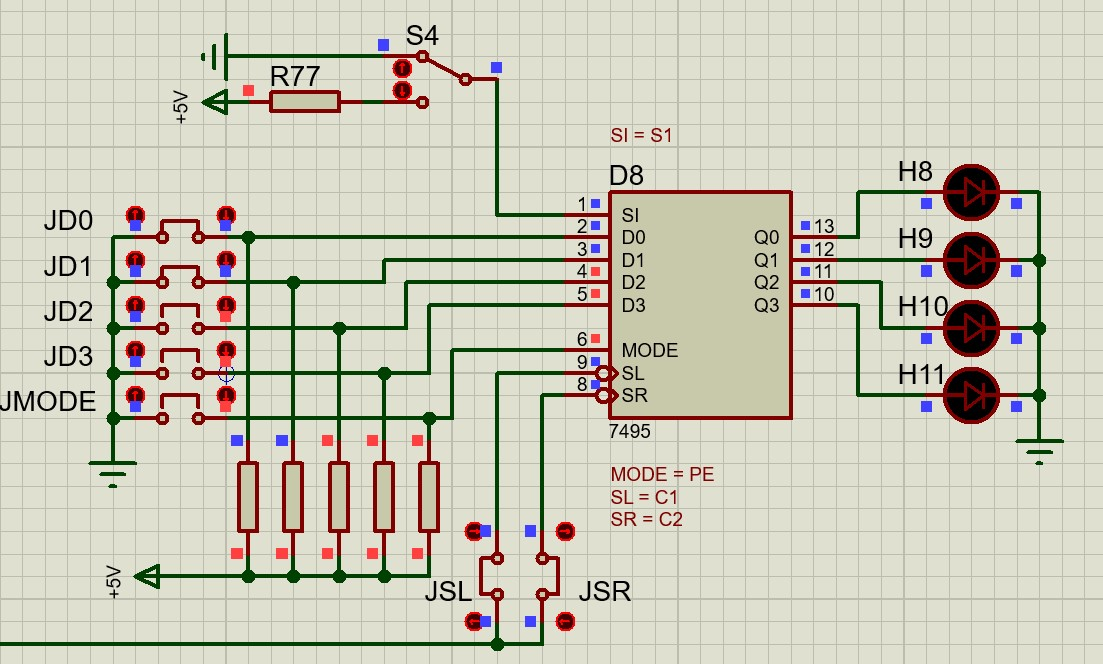 S4
R77
+5V
SI = S1
D8
H8
1
SI
2
D0
Q0
13
JD0
3
D1
Q1
12
H9
JD1
4
D2
Q2
11
5
D3
Q3
10
H10
JD2
6
MODE
JD3
9
SL
H11
8
SR
JMODE
7495
MODE = PE
SL = C1
SR = C2
+5V
JSL
JSR